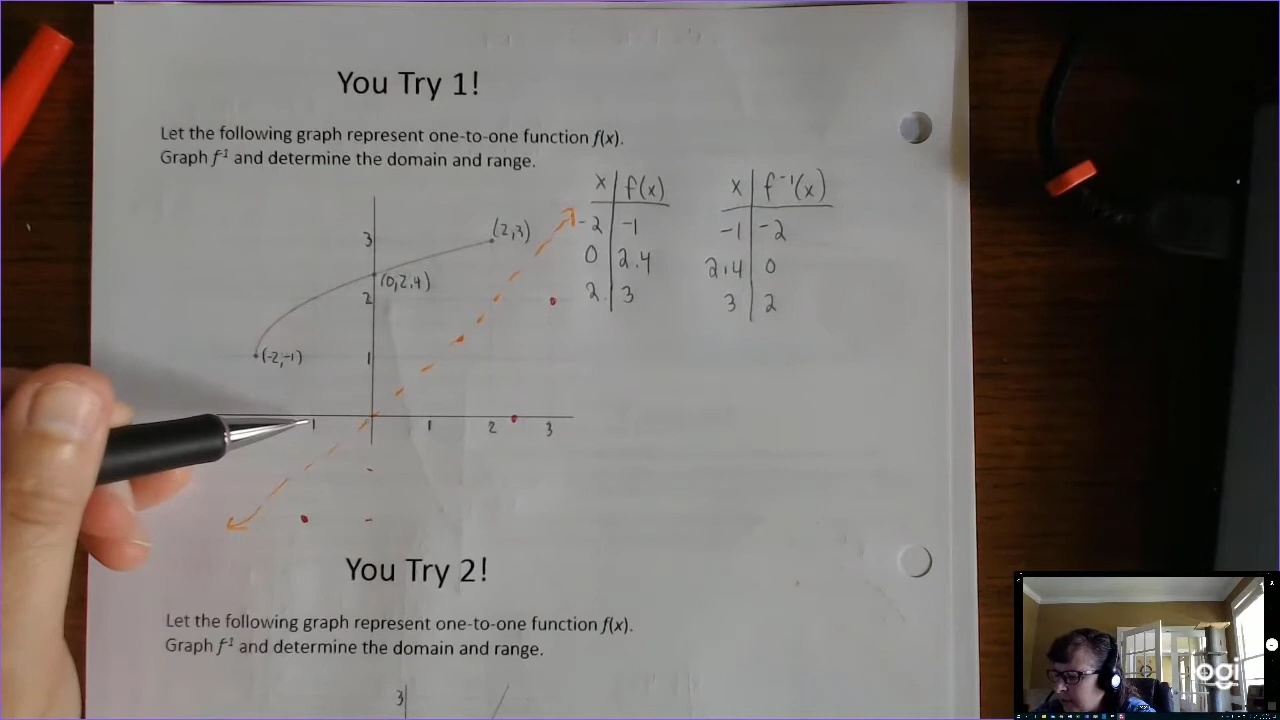 You Try 1!
Let the following graph represent one-to-one function f(x).
Graph f⁻¹ and determine the domain and range.
x f(x)
-2 -1
0 2.4
2 3
x f⁻¹(x)
-1 -2
2.4 0
3 2
3
(2,3)
(0,2.4)
2
(-2,-1)
1
1 1 2 3
You Try 2!
Let the following graph represent one-to-one function f(x).
Graph f⁻¹ and determine the domain and range.
3